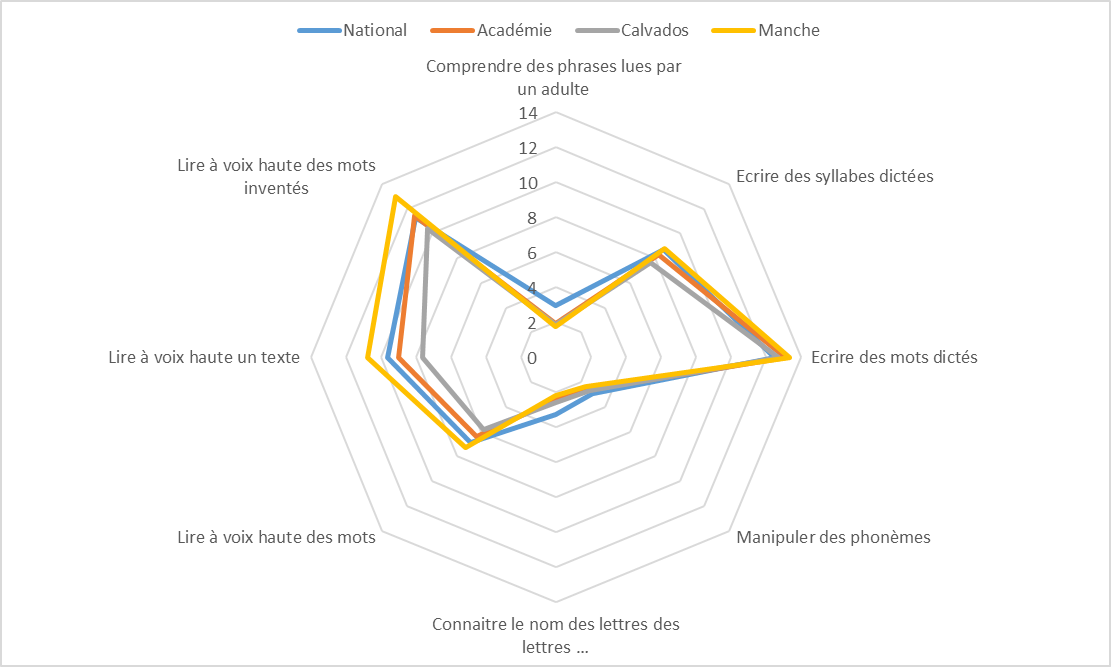 National Académie Calvados Manche
Comprendre des phrases lues par
un adulte
14
12
10
8
6
4
2
0
Ecrire des syllabes dictées
Ecrire des mots dictés
Manipuler des phonèmes
Connaitre le nom des lettres des
lettres ...
Lire à voix haute des mots
Lire à voix haute un texte
Lire à voix haute des mots
inventés